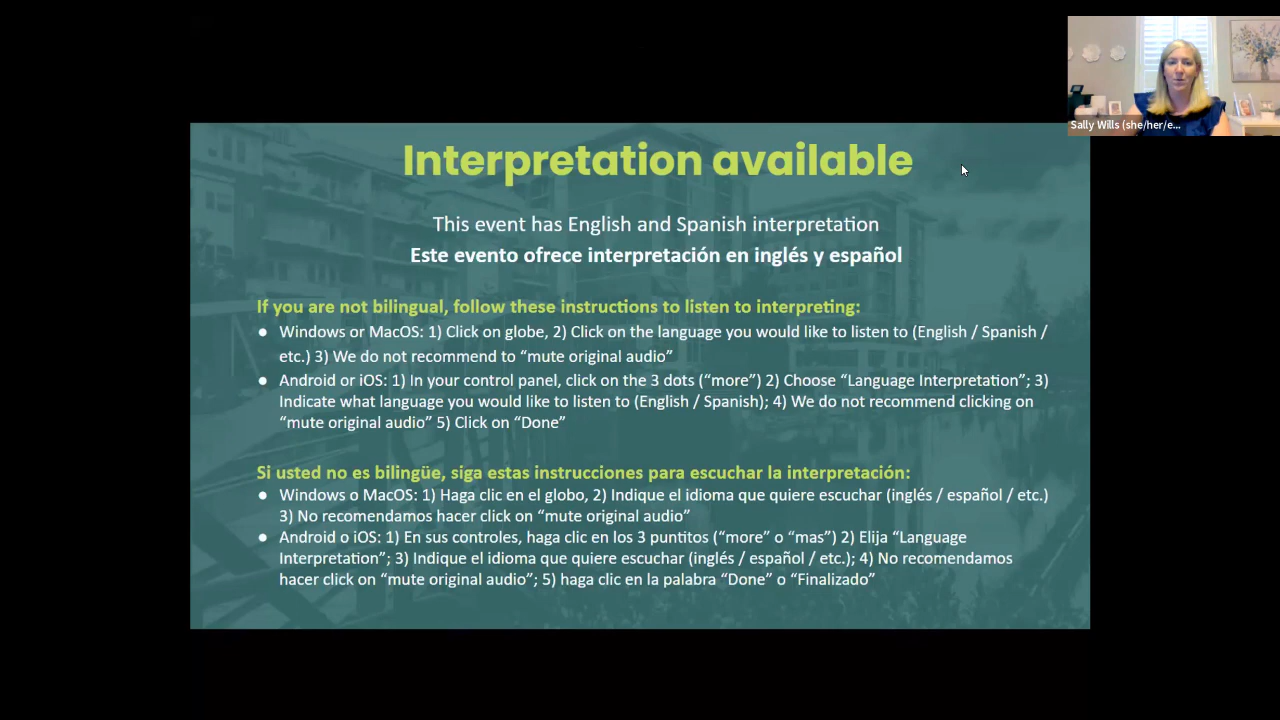 Sally Wills (she/her/e...
Interpretation available
This event has English and Spanish interpretation
Este evento ofrece interpretación en inglés y español
If you are not bilingual, follow these instructions to listen to interpreting:
● Windows or MacOS: 1) Click on globe, 2) Click on the language you would like to listen to (English / Spanish /
etc.) 3) We do not recommend to “mute original audio”
● Android or iOS: 1) In your control panel, click on the 3 dots (“more”) 2) Choose “Language Interpretation”; 3)
Indicate what language you would like to listen to (English / Spanish); 4) We do not recommend clicking on
“mute original audio” 5) Click on “Done”
Si usted no es bilingüe, siga estas instrucciones para escuchar la interpretación:
● Windows o MacOS: 1) Haga clic en el globo, 2) Indique el idioma que quiere escuchar (inglés / español / etc.)
3) No recomendamos hacer click on “mute original audio”
● Android o iOS: 1) En sus controles, haga clic en los 3 puntitos (“more” o “mas”) 2) Elija “Language
Interpretation”; 3) Indique el idioma que quiere escuchar (inglés / español / etc.); 4) No recomendamos
hacer click on “mute original audio”; 5) haga clic en la palabra “Done” o “Finalizado”